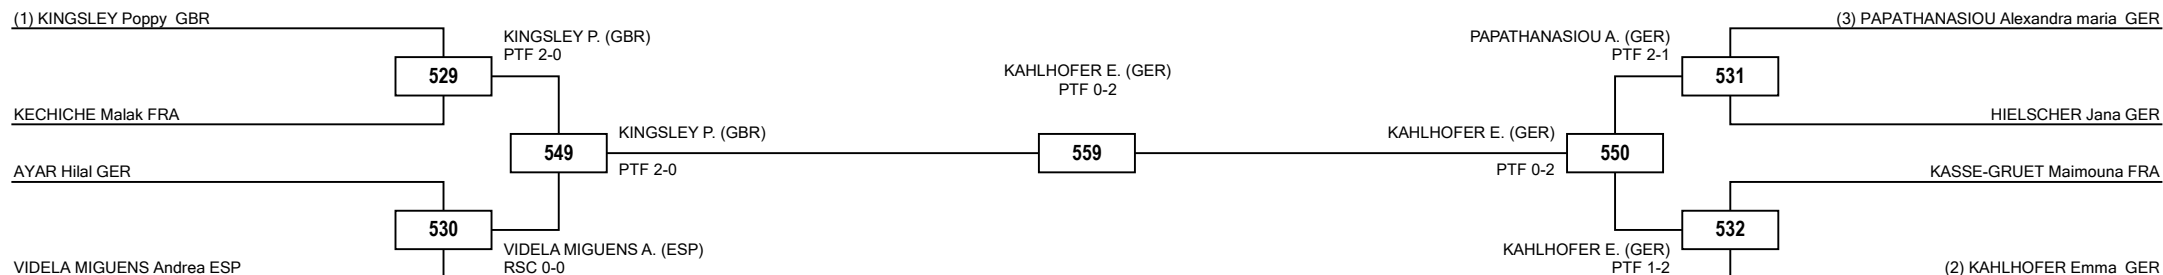 (1) KINGSLEY Poppy  GBR
(3) PAPATHANASIOU Alexandra maria  GER
KINGSLEY P. (GBR)
PTF 2-0
PAPATHANASIOU A. (GER)
PTF 2-1
529
KAHLHOFER E. (GER)
PTF 0-2
531
KECHICHE Malak FRA
HIELSCHER Jana GER
KINGSLEY P. (GBR)
PTF 2-0
549
559
KAHLHOFER E. (GER)
PTF 0-2
550
AYAR Hilal GER
KASSE-GRUET Maimouna FRA
530
532
VIDELA MIGUENS A. (ESP)
RSC 0-0
KAHLHOFER E. (GER)
PTF 1-2
VIDELA MIGUENS Andrea ESP
(2) KAHLHOFER Emma  GER